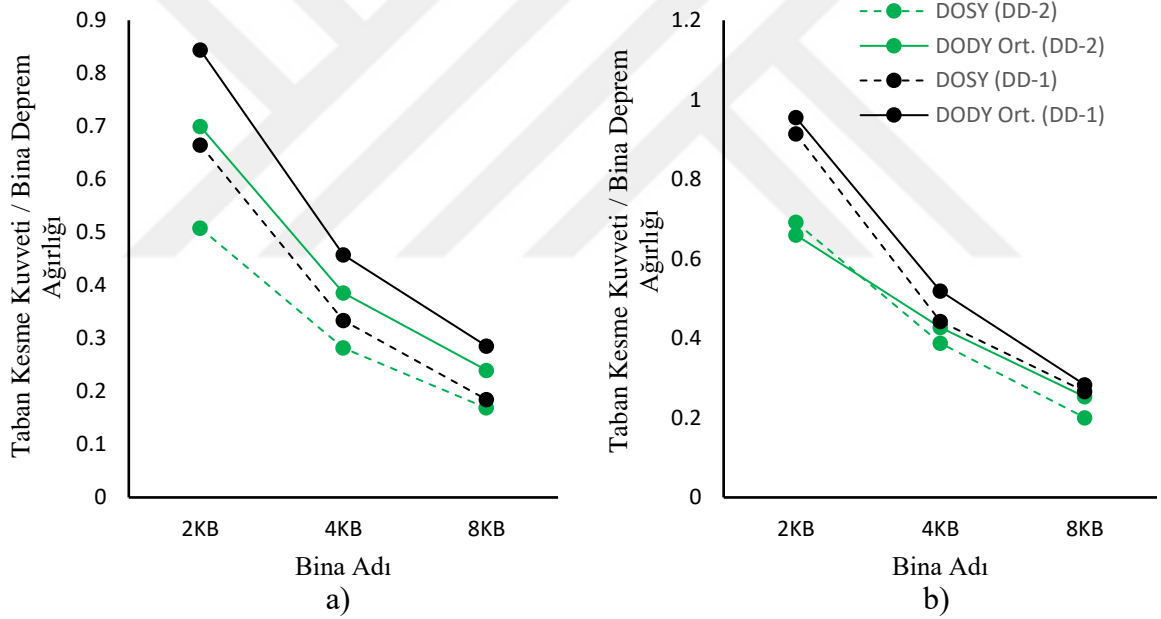 Taban Kesme Kuvveti / Bina Deprem
Ağırlığı
0.9
0.8
0.7
0.6
0.5
0.4
0.3
0.2
0.1
0
2KB
4KB
8KB
Bina Adı
a)
DOSY (DD-2)
DODY Ort. (DD-2)
DOSY (DD-1)
DODY Ort. (DD-1)
Taban Kesme Kuvveti / Bina Deprem
Ağırlığı
1.2
1
0.8
0.6
0.4
0.2
0
2KB
4KB
8KB
Bina Adı
b)